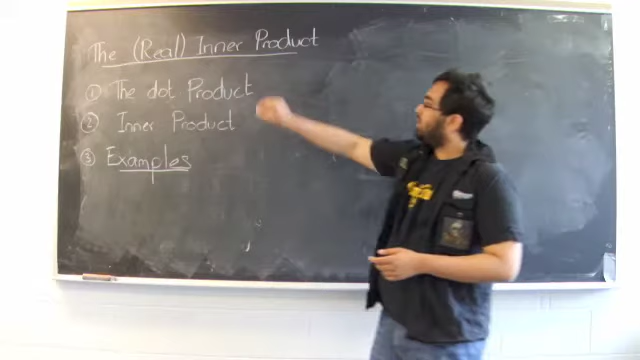 The (Real) Inner Product
① The dot Product
② Inner Product
③ Examples